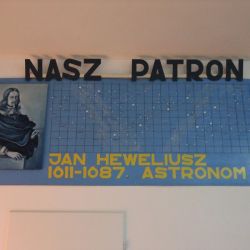 NASZ PATRON
JAN HEWELIUSZ
1611-1687. ASTRONOM